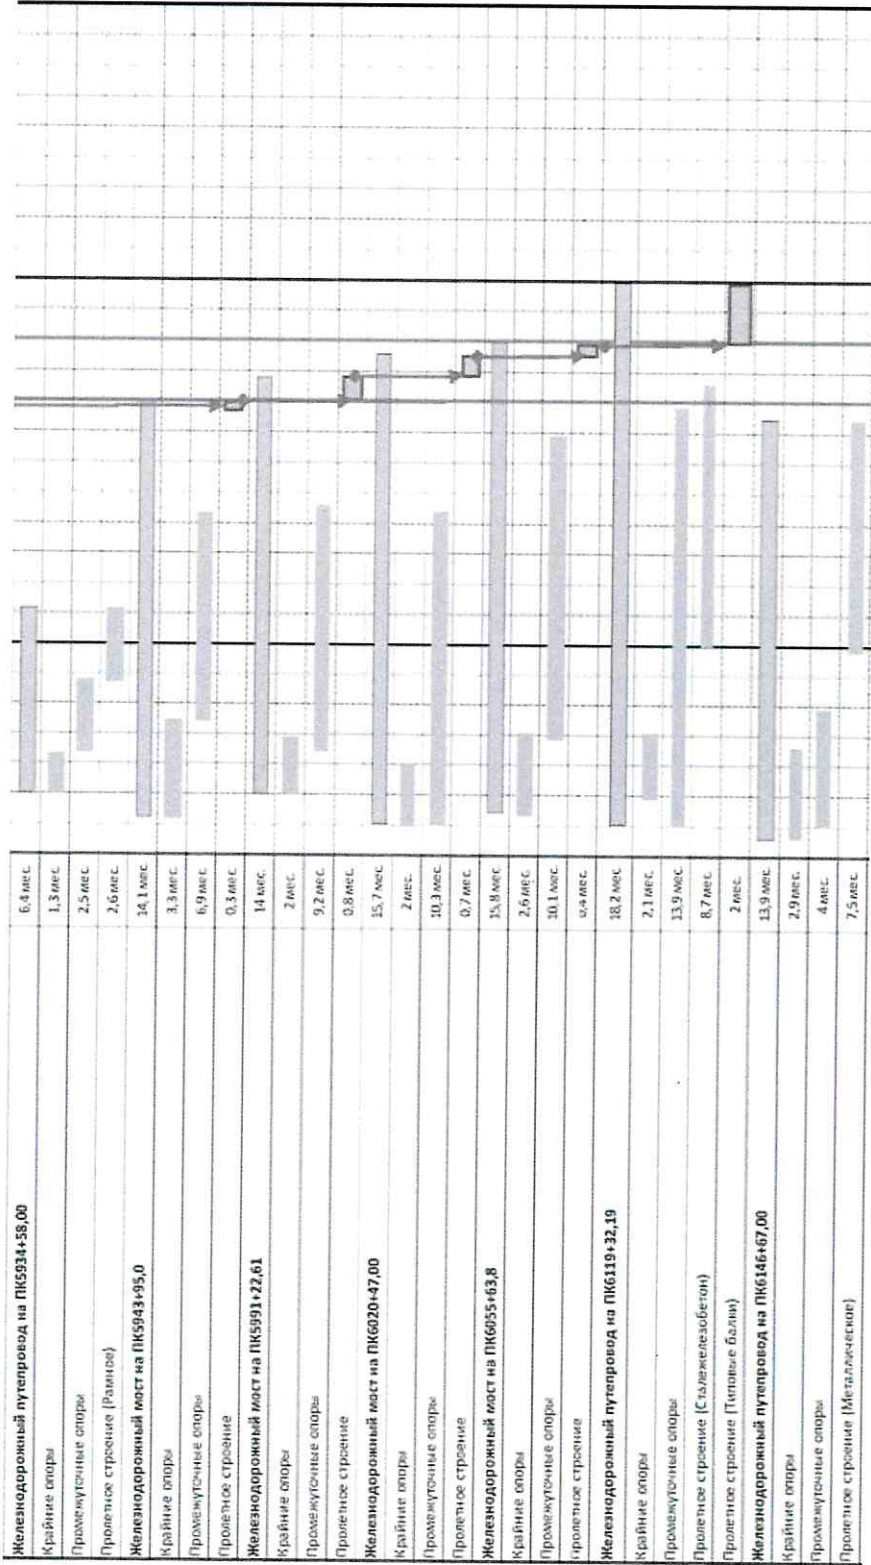 Железнодорожный путепровод на ПК5934+58,00 6,4 мес.
Крайние опоры 1,3 мес.
Промежуточные опоры 2,5 мес.
Пролетное строение (Рамное) 2,6 мес.
Железнодорожный мост на ПК5943+95,0 14,1 мес.
Крайние опоры 3,3 мес.
Промежуточные опоры 6,9 мес.
Пролетное строение 0,3 мес.
Железнодорожный мост на ПК5991+22,61 14 мес.
Крайние опоры 2 мес.
Промежуточные опоры 9,2 мес.
Пролетное строение 0,8 мес.
Железнодорожный мост на ПК6020+47,00 15,7 мес.
Крайние опоры 2 мес.
Промежуточные опоры 10,3 мес.
Пролетное строение 0,7 мес.
Железнодорожный мост на ПК6055+63,8 15,8 мес.
Крайние опоры 2,6 мес.
Промежуточные опоры 10,1 мес.
Пролетное строение 0,4 мес.
Железнодорожный путепровод на ПК6119+32,19 18,2 мес.
Крайние опоры 2,1 мес.
Промежуточные опоры 13,9 мес.
Пролетное строение (Сталежелезобетон) 8,7 мес.
Пролетное строение (Типовые балки) 2 мес.
Железнодорожный путепровод на ПК6146+67,00 13,9 мес.
Крайние опоры 2,9 мес.
Промежуточные опоры 4 мес.
Пролетное строение (Металлическое) 7,5 мес.